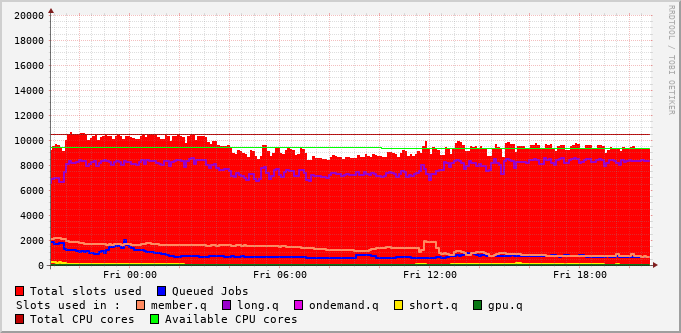 RRDTOOL / TOBI OETIKER
20000
18000
16000
14000
12000
10000
8000
6000
4000
2000
0
Fri 00:00 Fri 06:00 Fri 12:00 Fri 18:00
Total slots used Queued Jobs
Slots used in : member.q long.q ondemand.q short.q gpu.q
Total CPU cores Available CPU cores